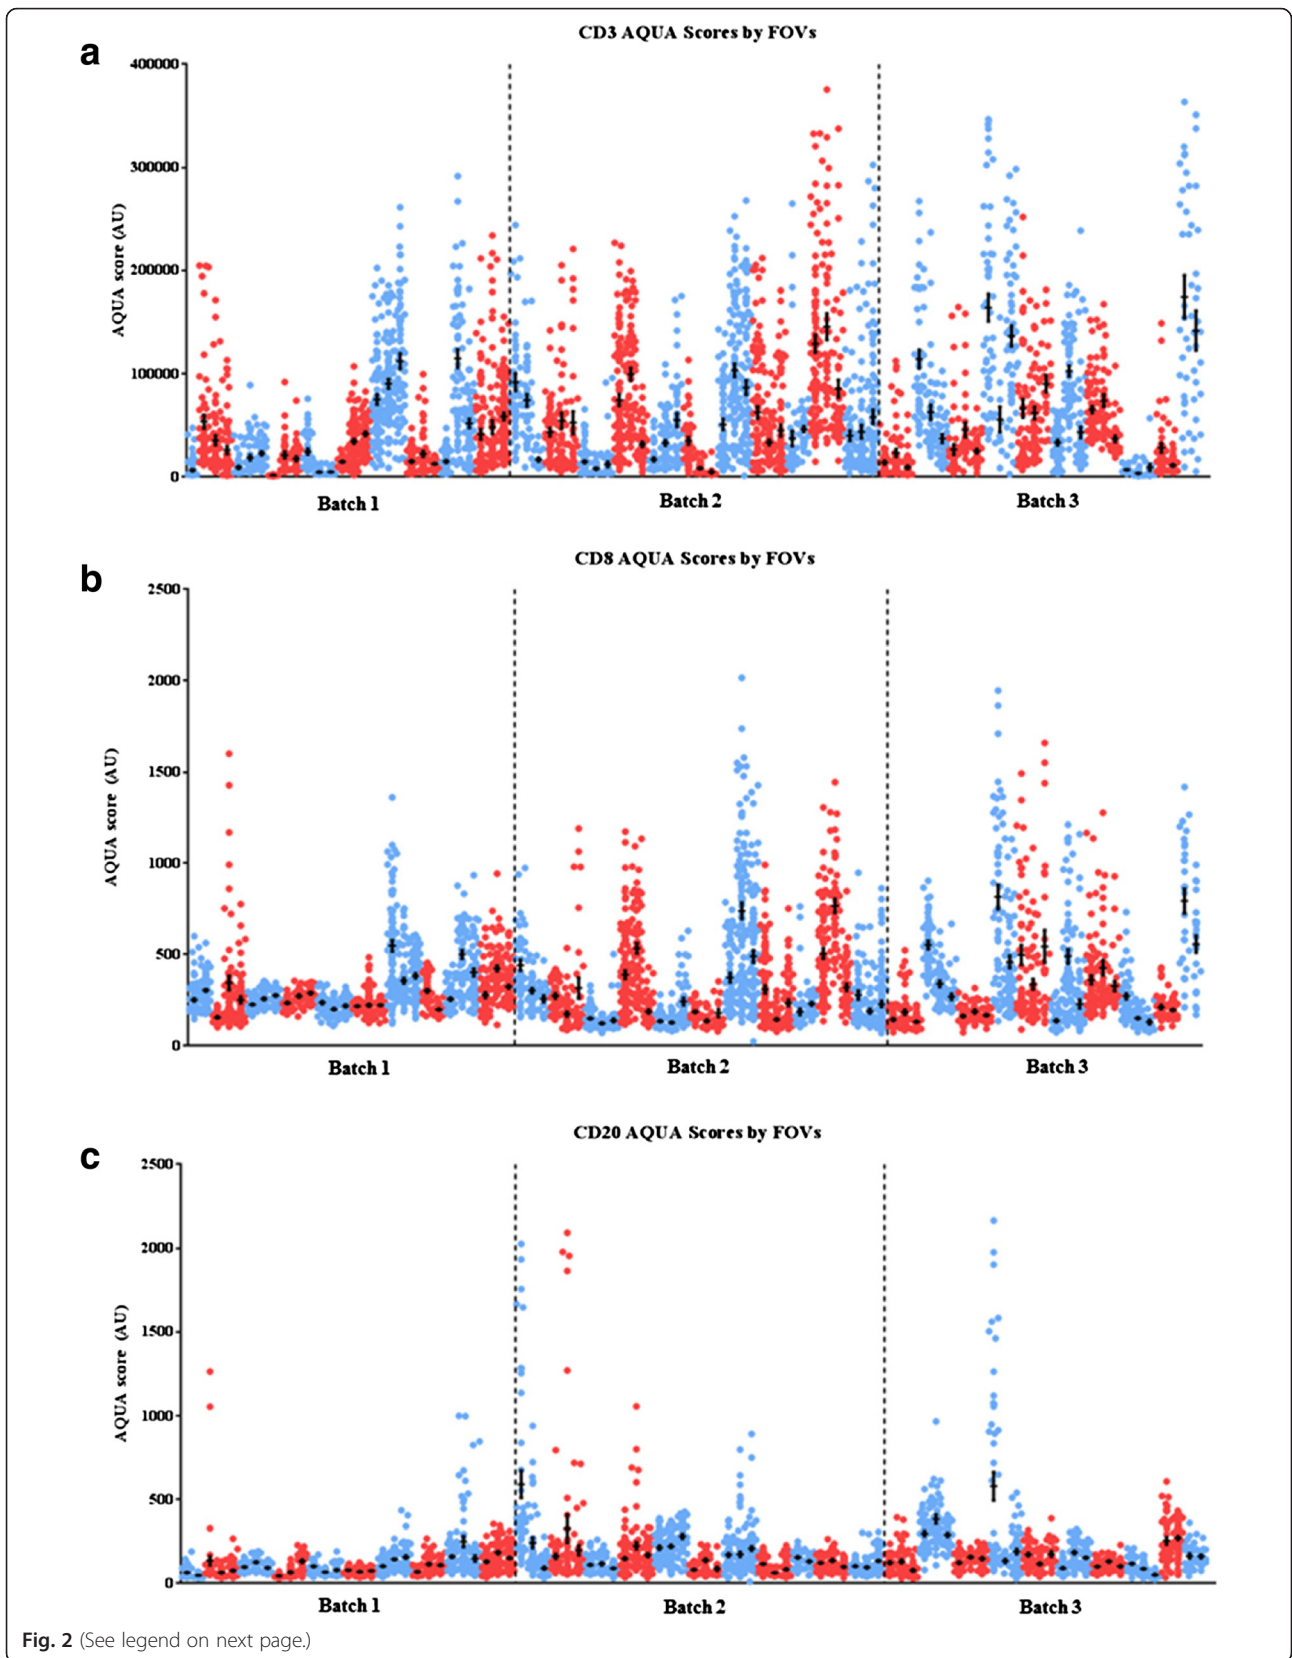 a
CD3 AQUA Scores by FOVs
400000
300000
200000
100000
0
AQUA score (AU)
Batch 1
Batch 2
Batch 3
b
CD8 AQUA Scores by FOVs
2500
2000
1500
1000
500
0
AQUA score (AU)
Batch 1
Batch 2
Batch 3
c
CD20 AQUA Scores by FOVs
2500
2000
1500
1000
500
0
AQUA score (AU)
Batch 1
Batch 2
Batch 3
Fig. 2 (See legend on next page.)